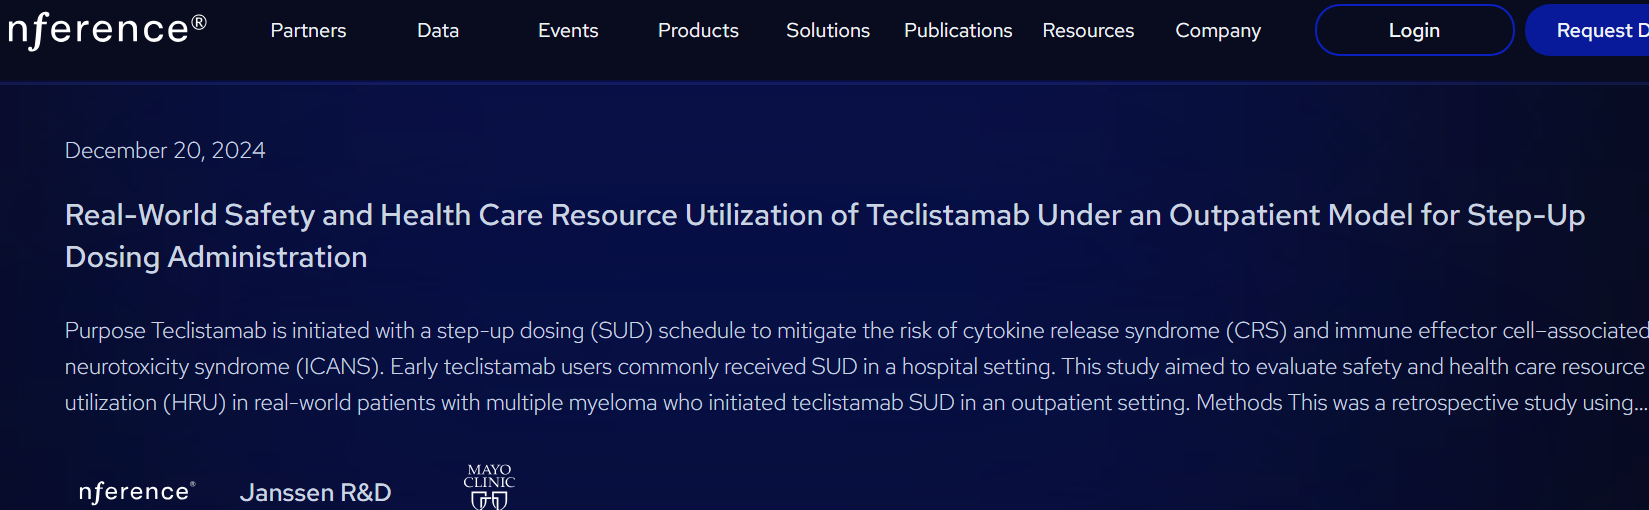 nference®
Partners
Data
Events
Products
Solutions
Publications
Resources
Company
Login
Request D
December 20, 2024
Real-World Safety and Health Care Resource Utilization of Teclistamab Under an Outpatient Model for Step-Up
Dosing Administration
Purpose Teclistamab is initiated with a step-up dosing (SUD) schedule to mitigate the risk of cytokine release syndrome (CRS) and immune effector cell–associated
neurotoxicity syndrome (ICANS). Early teclistamab users commonly received SUD in a hospital setting. This study aimed to evaluate safety and health care resource
utilization (HRU) in real-world patients with multiple myeloma who initiated teclistamab SUD in an outpatient setting. Methods This was a retrospective study using...
nference®
Janssen R&D
MAYO
CLINIC